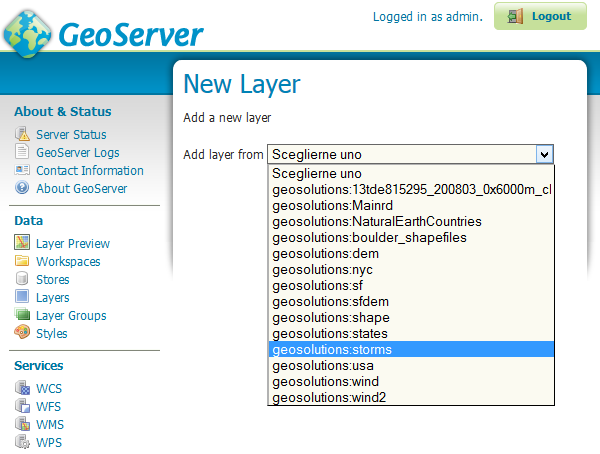 GeoServer
Logged in as admin.
Logout
About & Status
Server Status
GeoServer Logs
Contact Information
About GeoServer
Data
Layer Preview
Workspaces
Stores
Layers
Layer Groups
Styles
Services
WCS
WFS
WMS
WPS
New Layer
Add a new layer
Add layer from Sceglierne uno
Sceglierne uno
geosolutions:13tde815295_200803_0x6000m_cl
geosolutions:Mainrd
geosolutions:NaturalEarthCountries
geosolutions:boulder_shapefiles
geosolutions:dem
geosolutions:nyc
geosolutions:sf
geosolutions:sfdem
geosolutions:shape
geosolutions:states
geosolutions:storms
geosolutions:usa
geosolutions:wind
geosolutions:wind2